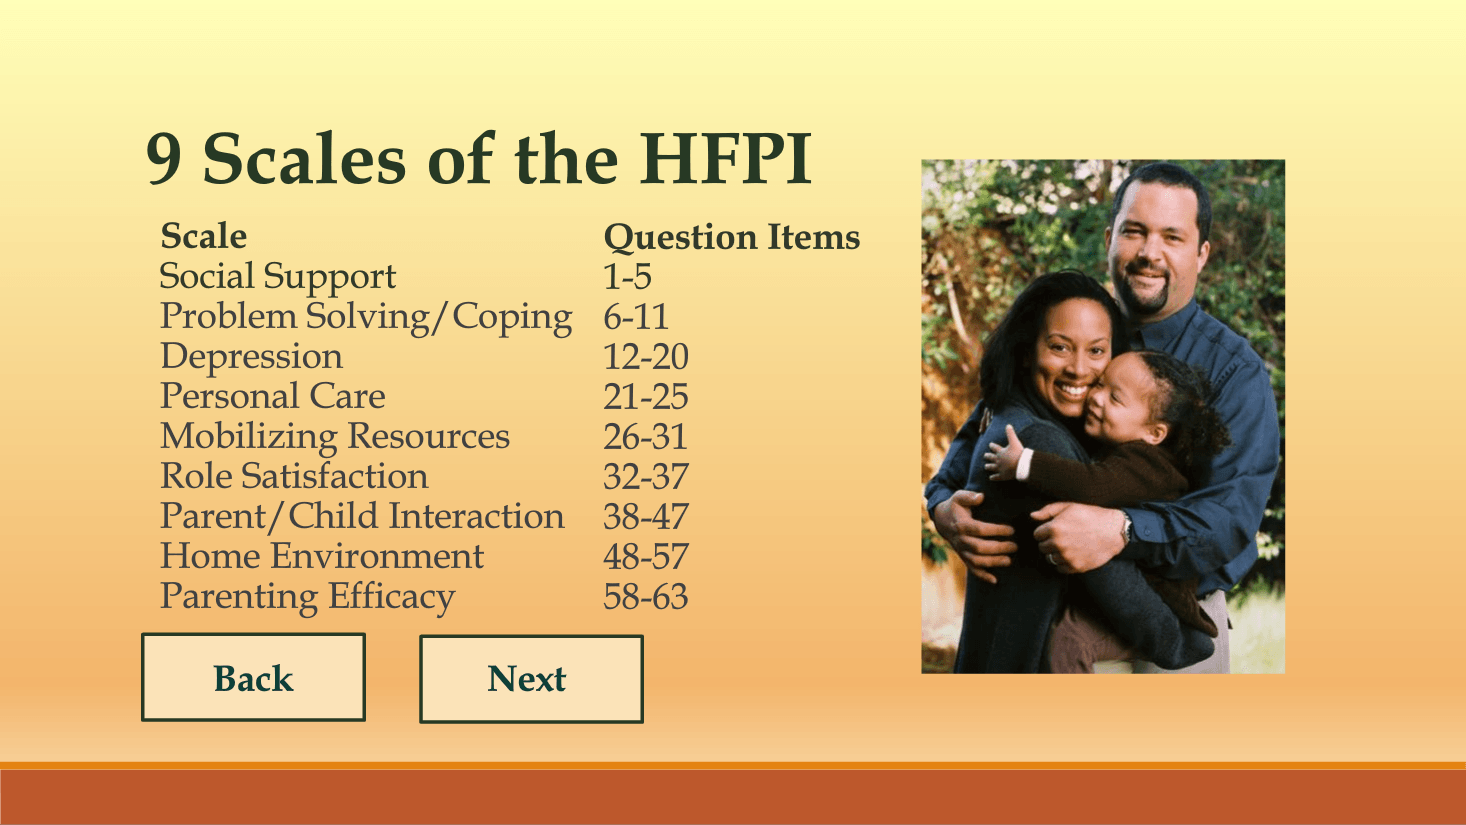 9 Scales of the HFPI
Scale Question Items
Social Support 1-5
Problem Solving/Coping 6-11
Depression 12-20
Personal Care 21-25
Mobilizing Resources 26-31
Role Satisfaction 32-37
Parent/Child Interaction 38-47
Home Environment 48-57
Parenting Efficacy 58-63
Back Next